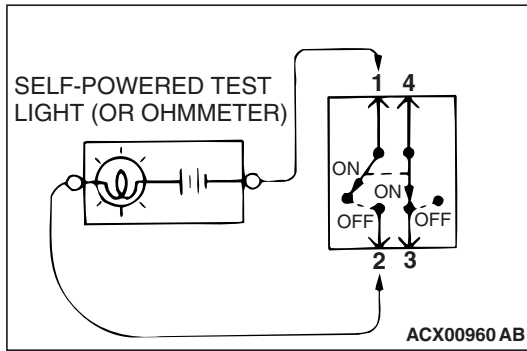 SELF-POWERED TEST
LIGHT (OR OHMMETER)
1 4
ON
ON
OFF
OFF
2 3
ACX00960 AB